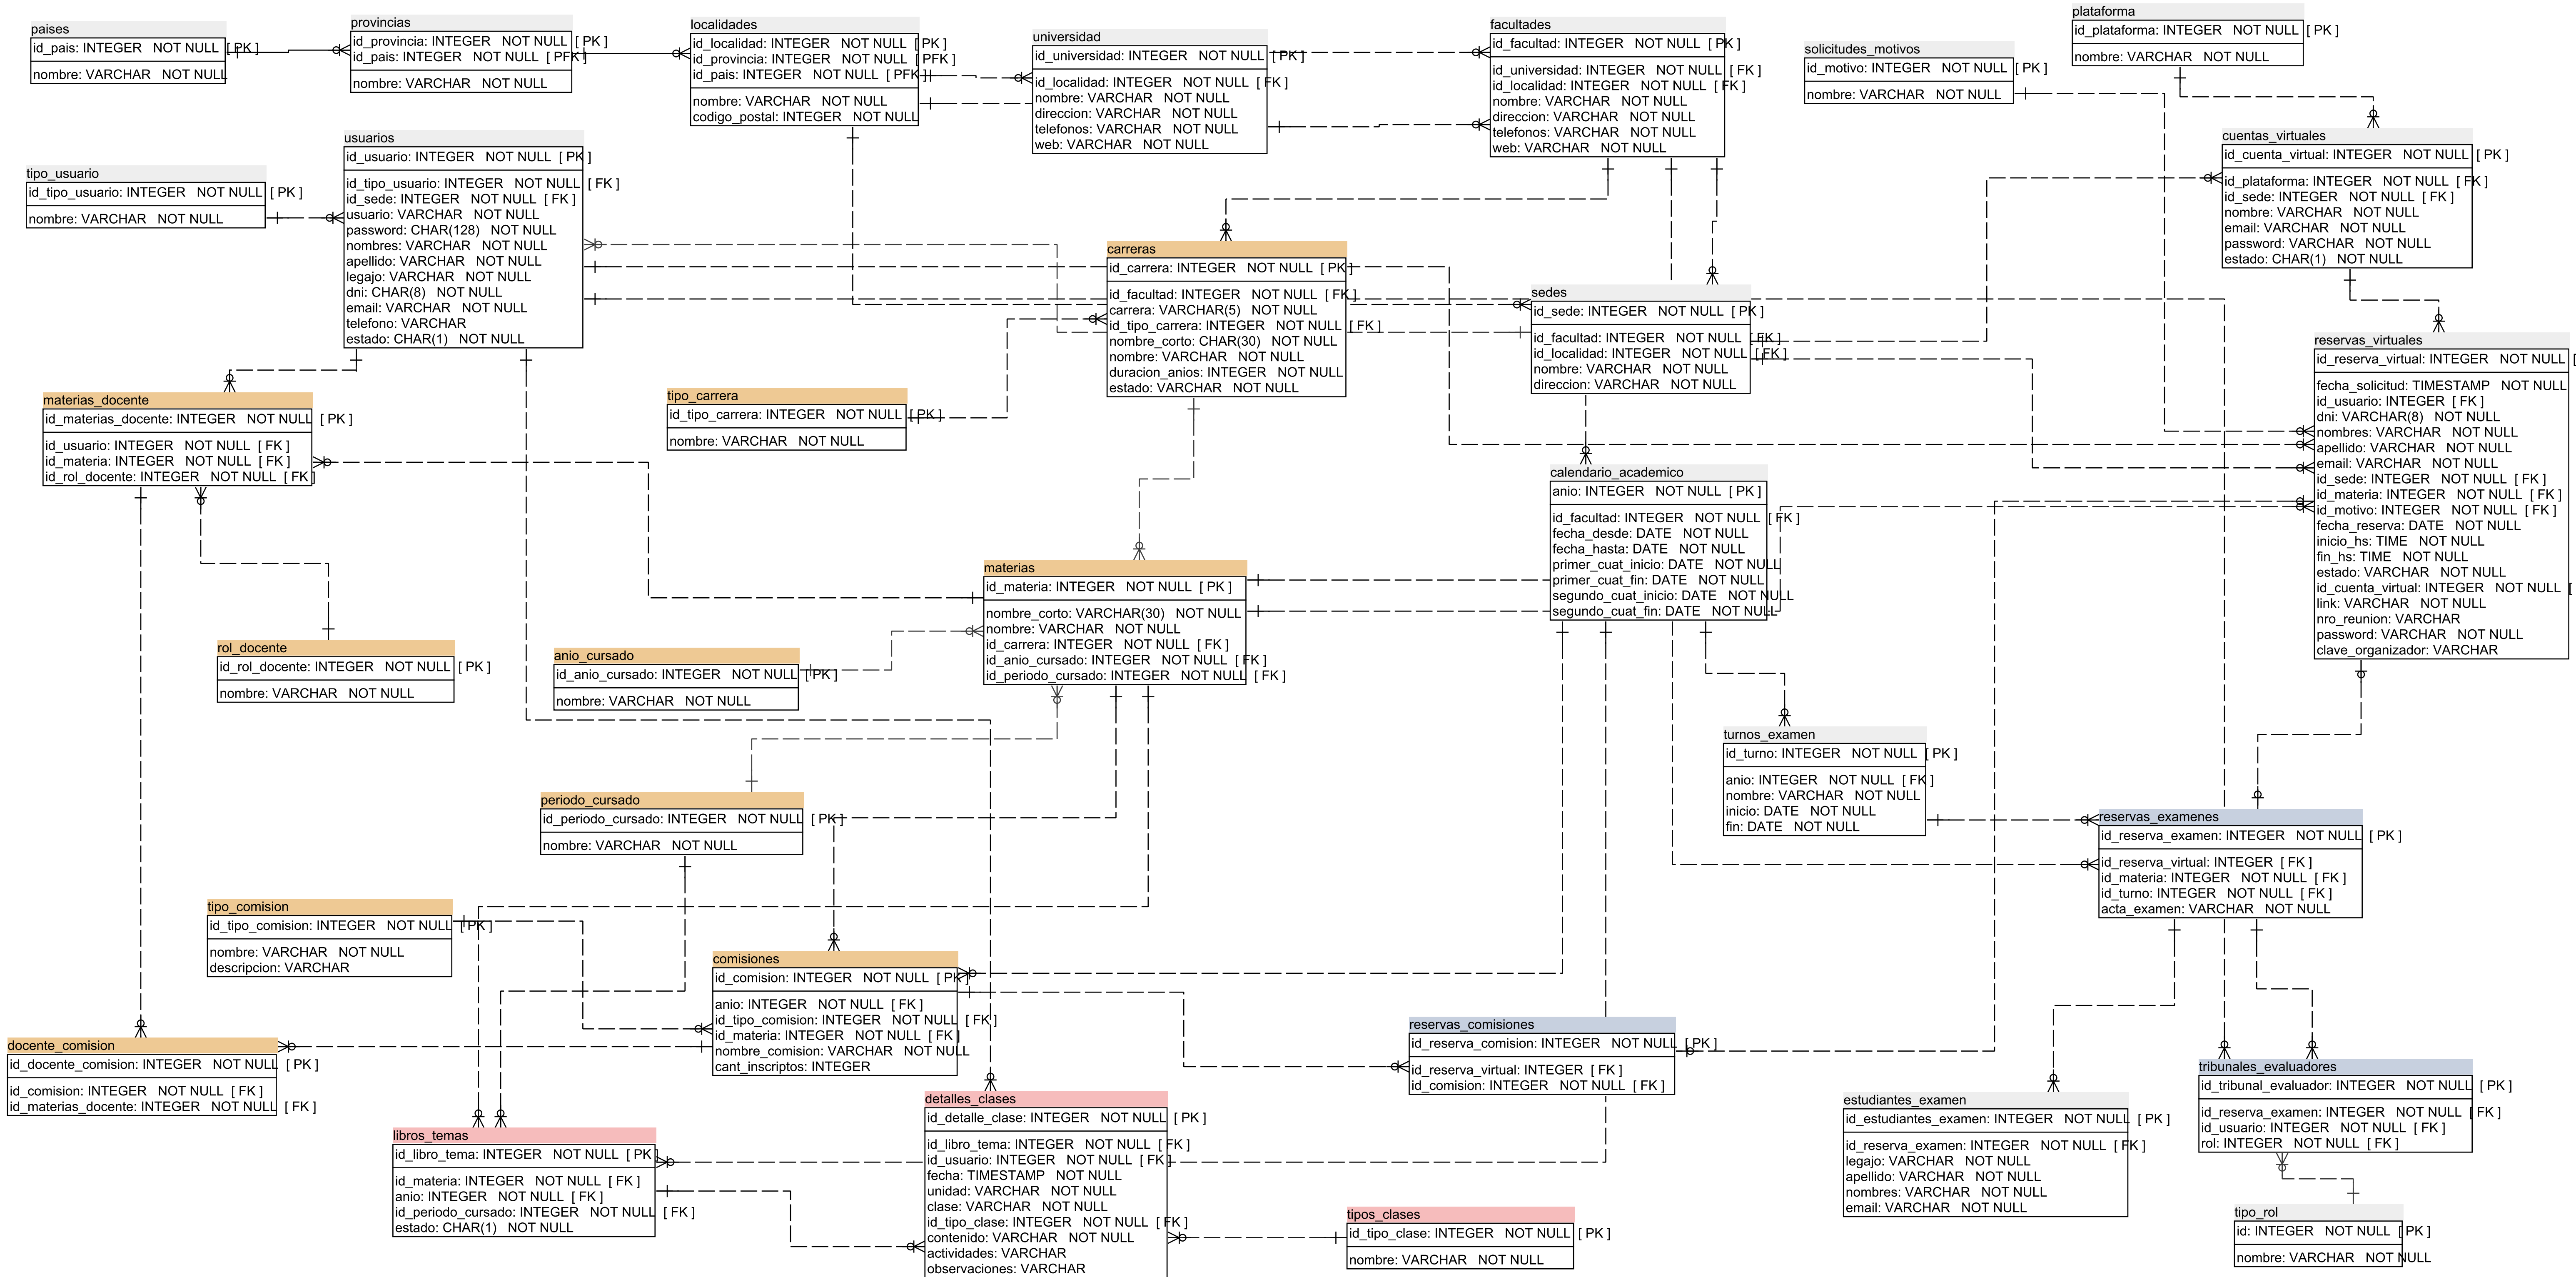 paises
id_pais: INTEGER NOT NULL [ PK ]
nombre: VARCHAR NOT NULL
provincias
id_provincia: INTEGER NOT NULL [ PK ]
id_pais: INTEGER NOT NULL [ PFK ]
nombre: VARCHAR NOT NULL
localidades
id_localidad: INTEGER NOT NULL [ PK ]
id_provincia: INTEGER NOT NULL [ PFK ]
id_pais: INTEGER NOT NULL [ PFK ]
nombre: VARCHAR NOT NULL
codigo_postal: INTEGER NOT NULL
universidad
id_universidad: INTEGER NOT NULL [ PK ]
id_localidad: INTEGER NOT NULL [ FK ]
nombre: VARCHAR NOT NULL
direccion: VARCHAR NOT NULL
telefonos: VARCHAR NOT NULL
web: VARCHAR NOT NULL
facultades
id_facultad: INTEGER NOT NULL [ PK ]
id_universidad: INTEGER NOT NULL [ FK ]
id_localidad: INTEGER NOT NULL [ FK ]
nombre: VARCHAR NOT NULL
direccion: VARCHAR NOT NULL
telefonos: VARCHAR NOT NULL
web: VARCHAR NOT NULL
solicitudes_motivos
id_motivo: INTEGER NOT NULL [ PK ]
nombre: VARCHAR NOT NULL
plataforma
id_plataforma: INTEGER NOT NULL [ PK ]
nombre: VARCHAR NOT NULL
cuentas_virtuales
id_cuenta_virtual: INTEGER NOT NULL [ PK ]
id_plataforma: INTEGER NOT NULL [ FK ]
id_sede: INTEGER NOT NULL [ FK ]
nombre: VARCHAR NOT NULL
email: VARCHAR NOT NULL
password: VARCHAR NOT NULL
estado: CHAR(1) NOT NULL
tipo_usuario
id_tipo_usuario: INTEGER NOT NULL [ PK ]
nombre: VARCHAR NOT NULL
usuarios
id_usuario: INTEGER NOT NULL [ PK ]
id_tipo_usuario: INTEGER NOT NULL [ FK ]
id_sede: INTEGER NOT NULL [ FK ]
usuario: VARCHAR NOT NULL
password: CHAR(128) NOT NULL
nombres: VARCHAR NOT NULL
apellido: VARCHAR NOT NULL
legajo: VARCHAR NOT NULL
dni: CHAR(8) NOT NULL
email: VARCHAR NOT NULL
telefono: VARCHAR
estado: CHAR(1) NOT NULL
carreras
id_carrera: INTEGER NOT NULL [ PK ]
id_facultad: INTEGER NOT NULL [ FK ]
carrera: VARCHAR(5) NOT NULL
id_tipo_carrera: INTEGER NOT NULL [ FK ]
nombre_corto: CHAR(30) NOT NULL
nombre: VARCHAR NOT NULL
duracion_anios: INTEGER NOT NULL
estado: VARCHAR NOT NULL
sedes
id_sede: INTEGER NOT NULL [ PK ]
id_facultad: INTEGER NOT NULL [ FK ]
id_localidad: INTEGER NOT NULL [ FK ]
nombre: VARCHAR NOT NULL
direccion: VARCHAR NOT NULL
reservas_virtuales
id_reserva_virtual: INTEGER NOT NULL [
fecha_solicitud: TIMESTAMP NOT NULL
id_usuario: INTEGER [ FK ]
dni: VARCHAR(8) NOT NULL
nombres: VARCHAR NOT NULL
apellido: VARCHAR NOT NULL
email: VARCHAR NOT NULL
id_sede: INTEGER NOT NULL [ FK ]
id_materia: INTEGER NOT NULL [ FK ]
id_motivo: INTEGER NOT NULL [ FK ]
fecha_reserva: DATE NOT NULL
inicio_hs: TIME NOT NULL
fin_hs: TIME NOT NULL
estado: VARCHAR NOT NULL
id_cuenta_virtual: INTEGER NOT NULL [
link: VARCHAR NOT NULL
nro_reunion: VARCHAR
password: VARCHAR NOT NULL
clave_organizador: VARCHAR
materias_docente
id_materias_docente: INTEGER NOT NULL [ PK ]
id_usuario: INTEGER NOT NULL [ FK ]
id_materia: INTEGER NOT NULL [ FK ]
id_rol_docente: INTEGER NOT NULL [ FK ]
tipo_carrera
id_tipo_carrera: INTEGER NOT NULL [ PK ]
nombre: VARCHAR NOT NULL
calendario_academico
anio: INTEGER NOT NULL [ PK ]
id_facultad: INTEGER NOT NULL [ FK ]
fecha_desde: DATE NOT NULL
fecha_hasta: DATE NOT NULL
primer_cuat_inicio: DATE NOT NULL
primer_cuat_fin: DATE NOT NULL
segundo_cuat_inicio: DATE NOT NULL
segundo_cuat_fin: DATE NOT NULL
materias
id_materia: INTEGER NOT NULL [ PK ]
nombre_corto: VARCHAR(30) NOT NULL
nombre: VARCHAR NOT NULL
id_carrera: INTEGER NOT NULL [ FK ]
id_anio_cursado: INTEGER NOT NULL [ FK ]
id_periodo_cursado: INTEGER NOT NULL [ FK ]
rol_docente
id_rol_docente: INTEGER NOT NULL [ PK ]
nombre: VARCHAR NOT NULL
anio_cursado
id_anio_cursado: INTEGER NOT NULL [ PK ]
nombre: VARCHAR NOT NULL
turnos_examen
id_turno: INTEGER NOT NULL [ PK ]
anio: INTEGER NOT NULL [ FK ]
nombre: VARCHAR NOT NULL
inicio: DATE NOT NULL
fin: DATE NOT NULL
periodo_cursado
id_periodo_cursado: INTEGER NOT NULL [ PK ]
nombre: VARCHAR NOT NULL
reservas_examenes
id_reserva_examen: INTEGER NOT NULL [ PK ]
id_reserva_virtual: INTEGER [ FK ]
id_materia: INTEGER NOT NULL [ FK ]
id_turno: INTEGER NOT NULL [ FK ]
acta_examen: VARCHAR NOT NULL
tipo_comision
id_tipo_comision: INTEGER NOT NULL [ PK ]
nombre: VARCHAR NOT NULL
descripcion: VARCHAR
comisiones
id_comision: INTEGER NOT NULL [ PK ]
anio: INTEGER NOT NULL [ FK ]
id_tipo_comision: INTEGER NOT NULL [ FK ]
id_materia: INTEGER NOT NULL [ FK ]
nombre_comision: VARCHAR NOT NULL
cant_inscriptos: INTEGER
reservas_comisiones
id_reserva_comision: INTEGER NOT NULL [ PK ]
id_reserva_virtual: INTEGER [ FK ]
id_comision: INTEGER NOT NULL [ FK ]
docente_comision
id_docente_comision: INTEGER NOT NULL [ PK ]
id_comision: INTEGER NOT NULL [ FK ]
id_materias_docente: INTEGER NOT NULL [ FK ]
tribunales_evaluadores
id_tribunal_evaluador: INTEGER NOT NULL [ PK ]
id_reserva_examen: INTEGER NOT NULL [ FK ]
id_usuario: INTEGER NOT NULL [ FK ]
rol: INTEGER NOT NULL [ FK ]
estudiantes_examen
id_estudiantes_examen: INTEGER NOT NULL [ PK ]
id_reserva_examen: INTEGER NOT NULL [ FK ]
legajo: VARCHAR NOT NULL
apellido: VARCHAR NOT NULL
nombres: VARCHAR NOT NULL
email: VARCHAR NOT NULL
detalles_clases
id_detalle_clase: INTEGER NOT NULL [ PK ]
id_libro_tema: INTEGER NOT NULL [ FK ]
id_usuario: INTEGER NOT NULL [ FK ]
fecha: TIMESTAMP NOT NULL
unidad: VARCHAR NOT NULL
clase: VARCHAR NOT NULL
id_tipo_clase: INTEGER NOT NULL [ FK ]
contenido: VARCHAR NOT NULL
actividades: VARCHAR
observaciones: VARCHAR
libros_temas
id_libro_tema: INTEGER NOT NULL [ PK ]
id_materia: INTEGER NOT NULL [ FK ]
anio: INTEGER NOT NULL [ FK ]
id_periodo_cursado: INTEGER NOT NULL [ FK ]
estado: CHAR(1) NOT NULL
tipos_clases
id_tipo_clase: INTEGER NOT NULL [ PK ]
nombre: VARCHAR NOT NULL
tipo_rol
id: INTEGER NOT NULL [ PK ]
nombre: VARCHAR NOT NULL